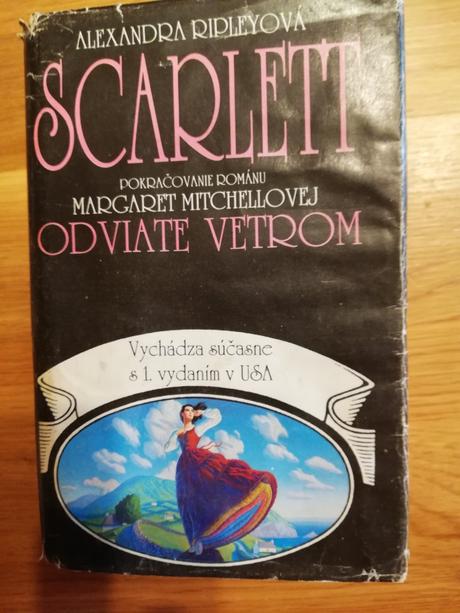 ALEXANDRA RIPLEYOVÁ
SCARLETT
POKRAČOVANIE ROMÁNU
MARGARET MITCHELLOVEJ
ODVIATE VETROM
Vychádza súčasne
s 1. vydaním v USA